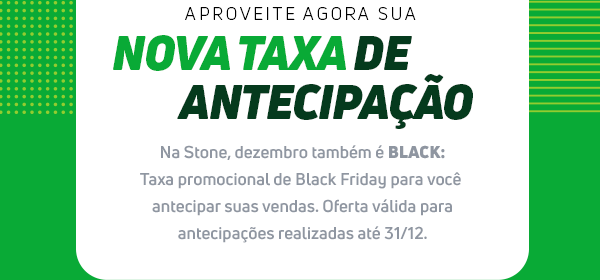 APROVEITE AGORA SUA
NOVA TAXA DE
ANTECIPAÇÃO
Na Stone, dezembro também é BLACK:
Taxa promocional de Black Friday para você
antecipar suas vendas. Oferta válida para
antecipações realizadas até 31/12.